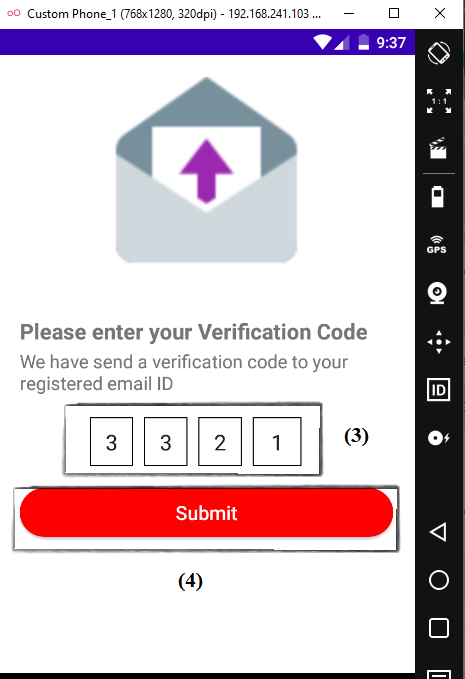 Custom Phone_1 (768x1280, 320dpi) - 192.168.241.103 ...
9:37
1:1
GPS
Please enter your Verification Code
We have send a verification code to your
registered email ID
ID
3 3 2 1
(3)
Submit
(4)